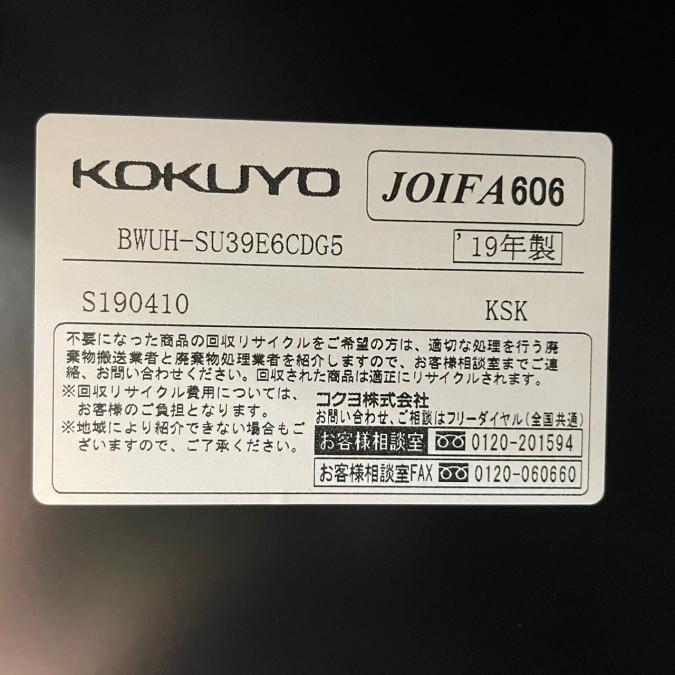 KOKUYO
JOIFA606
BWUH-SU39E6CDG5
'19年製
S190410
KSK
不要になった商品の回収リサイクルをご希望の方は、適切な処理を行う廃
棄物搬送業者と廃棄物処理業者を紹介しますので、お客様相談室までご連
絡、お問い合わせください。回収された商品は適正にリサイクルされます。
※回収リサイクル費用については、
お客様のご負担となります。
※地域により紹介できない場合もご
ざいますので、ご了承ください。
コクヨ株式会社
お問い合わせ、ご相談はフリーダイヤル(全国共通)
お客様相談室 0120-201594
お客様相談室FAX 0120-060660